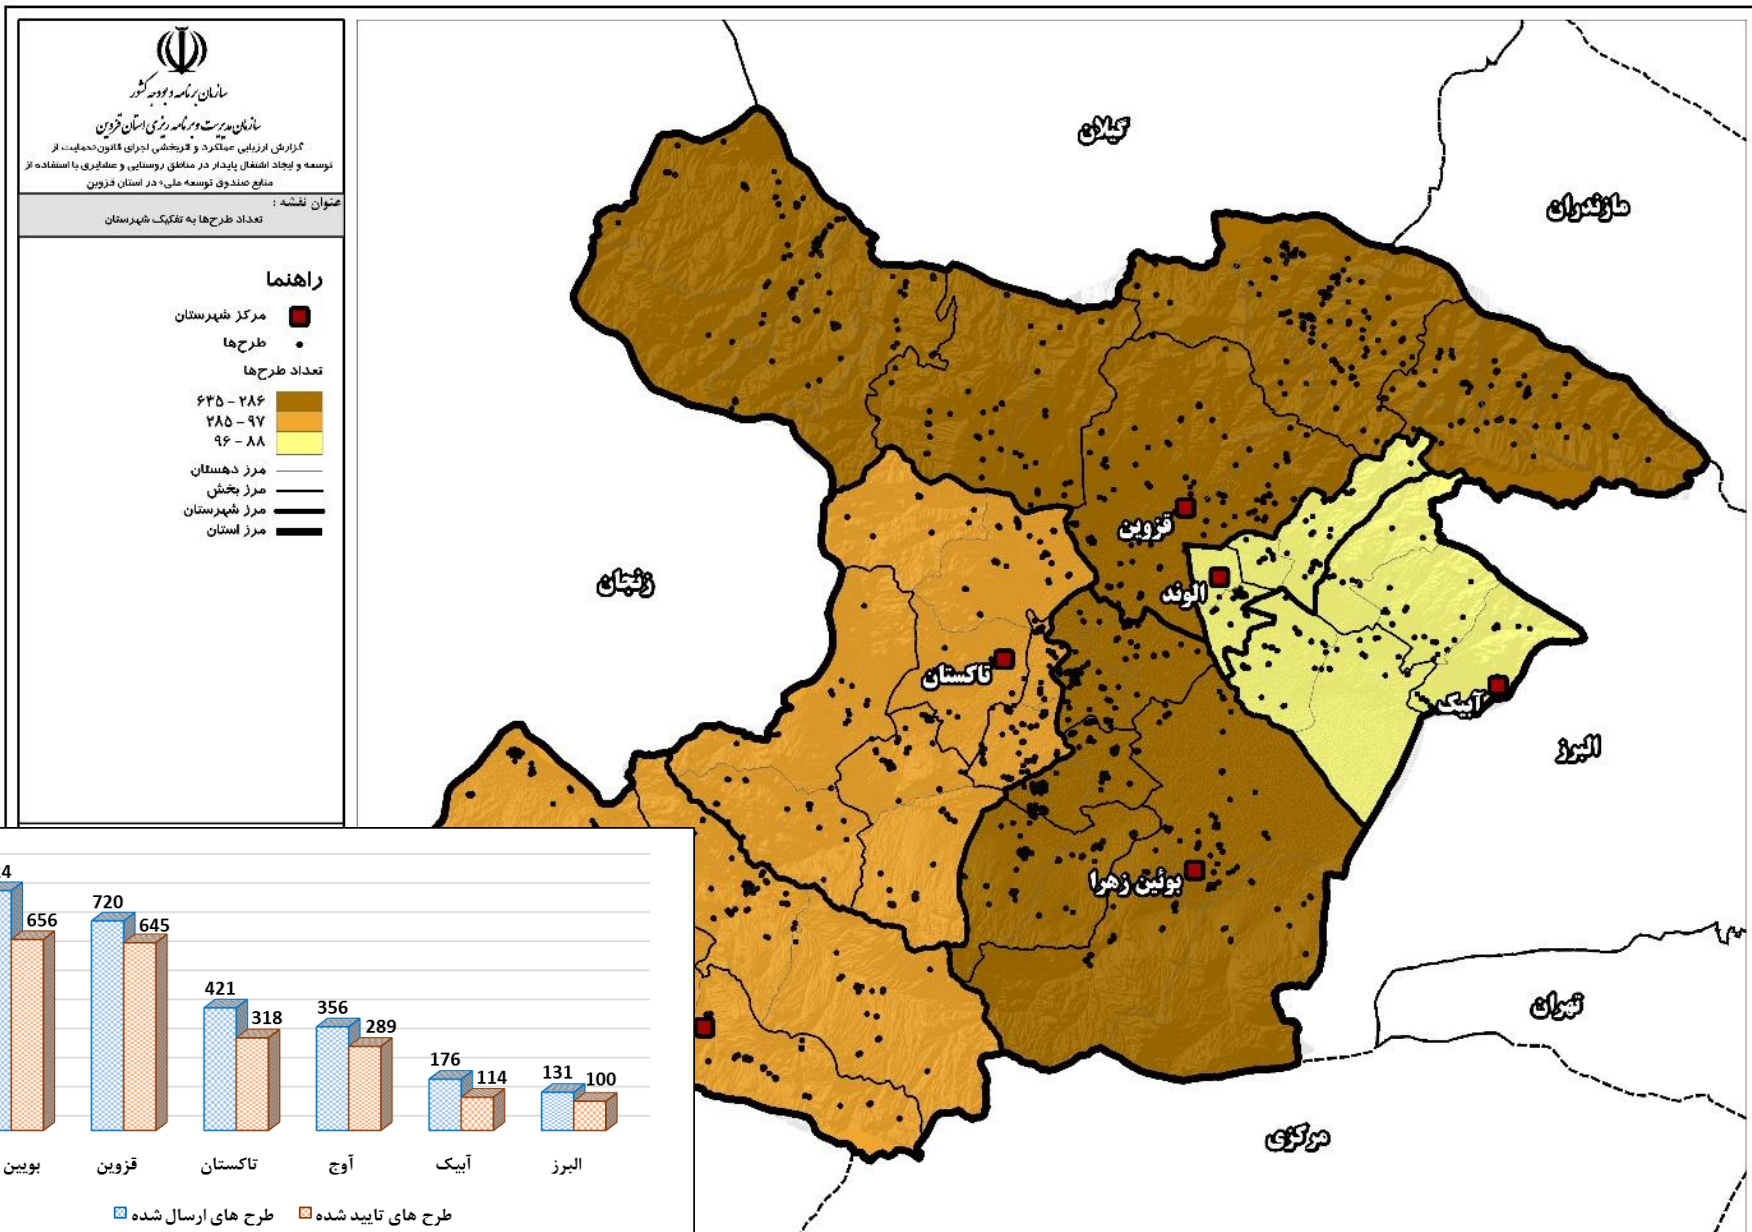 سازمان برنامه و بودجه کشور
سازمان مدیریت و برنامه ریزی استان قزوین
گزارش ارزیابی عملکرد و اثربخشی اجرای قانون «حمایت از
توسعه و ایجاد اشتغال پایدار در مناطق روستایی و عشایری با استفاده از
منابع صندوق توسعه ملی» در استان قزوین
عنوان نقشه :
تعداد طرح‌ها به تفکیک شهرستان
راهنما
مرکز شهرستان
طرح‌ها
تعداد طرح‌ها
۲۸۶ - ۶۳۵
۹۷ - ۲۸۵
۸۸ - ۹۶
مرز دهستان
مرز بخش
مرز شهرستان
مرز استان
گیلان
مازندران
زنجان
قزوین
الوند
تاکستان
آبیک
البرز
بوئین زهرا
تهران
مرکزی
24
656
720
645
421
318
356
289
176
114
131
100
بویین
قزوین
تاکستان
آوج
آبیک
البرز
طرح های ارسال شده
طرح های تایید شده